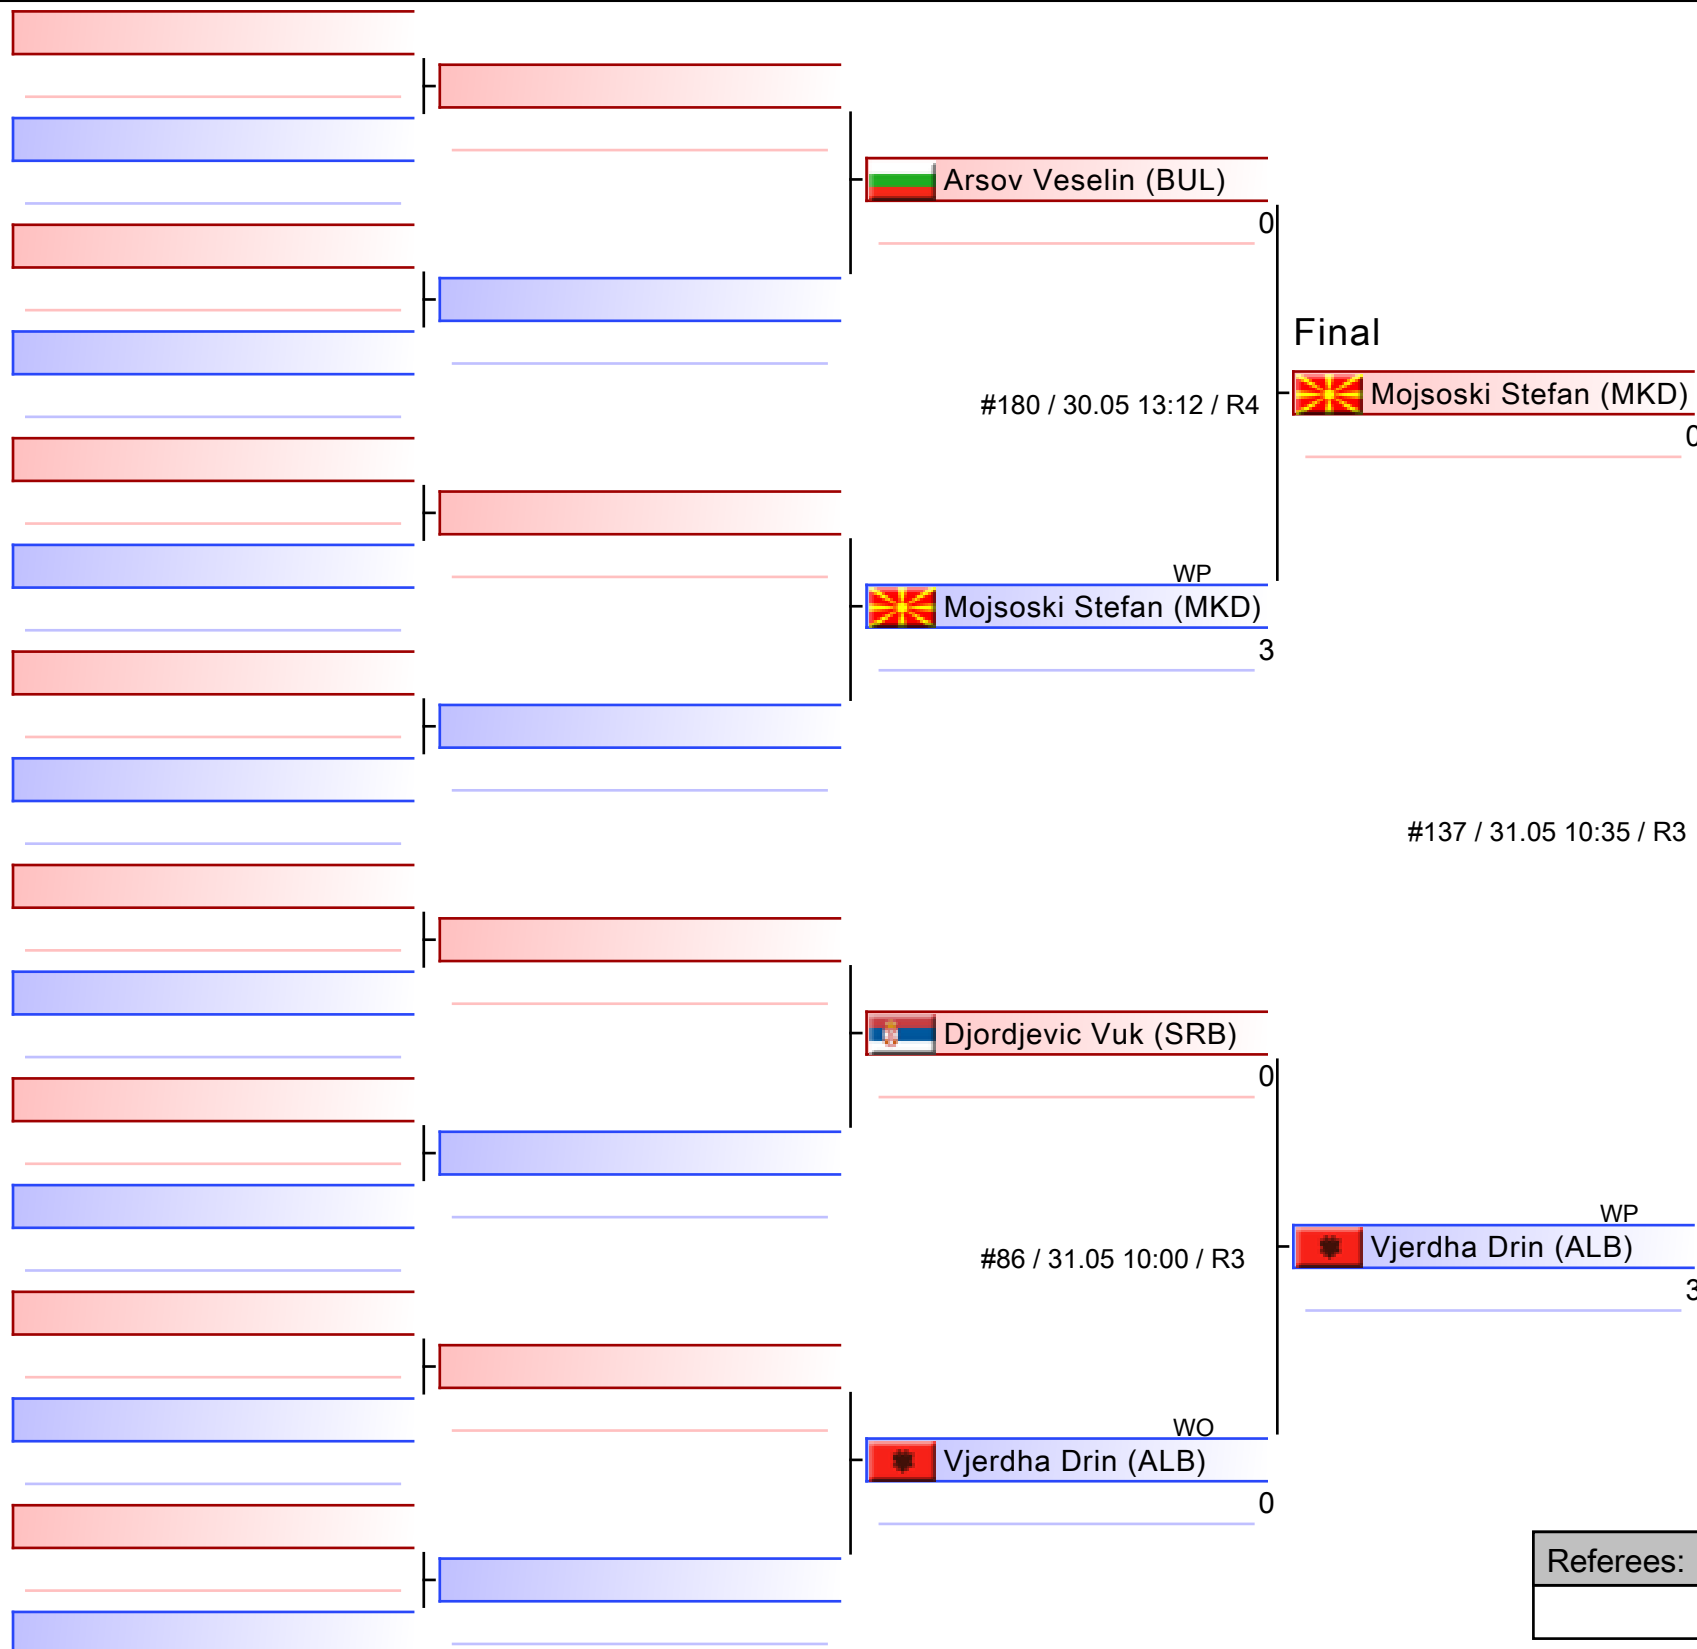 Arsov Veselin (BUL)
0
Final
#180 / 30.05 13:12 / R4
Mojsoski Stefan (MKD)
0
WP
Mojsoski Stefan (MKD)
3
#137 / 31.05 10:35 / R3
Djordjevic Vuk (SRB)
0
WP
#86 / 31.05 10:00 / R3
Vjerdha Drin (ALB)
3
WO
Vjerdha Drin (ALB)
0
Referees: